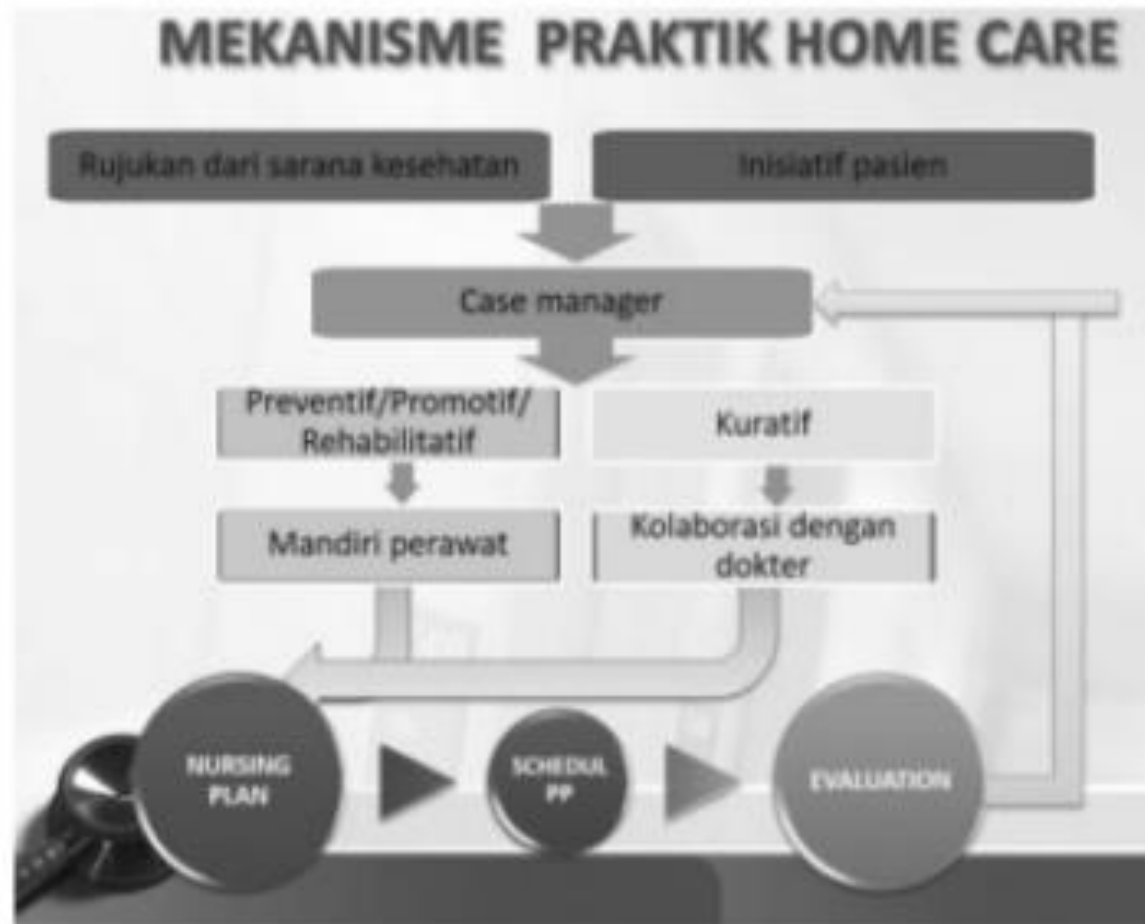 MEKANISME PRAKTIK HOME CARE
Rujukan dari sarana kesehatan
Inisiatif pasien
Case manager
Preventif/Promotif/
Rehabilitatif
Kuratif
Mandiri perawat
Kolaborasi dengan
dokter
NURSING
PLAN
SCHEDUL
PP
EVALUATION